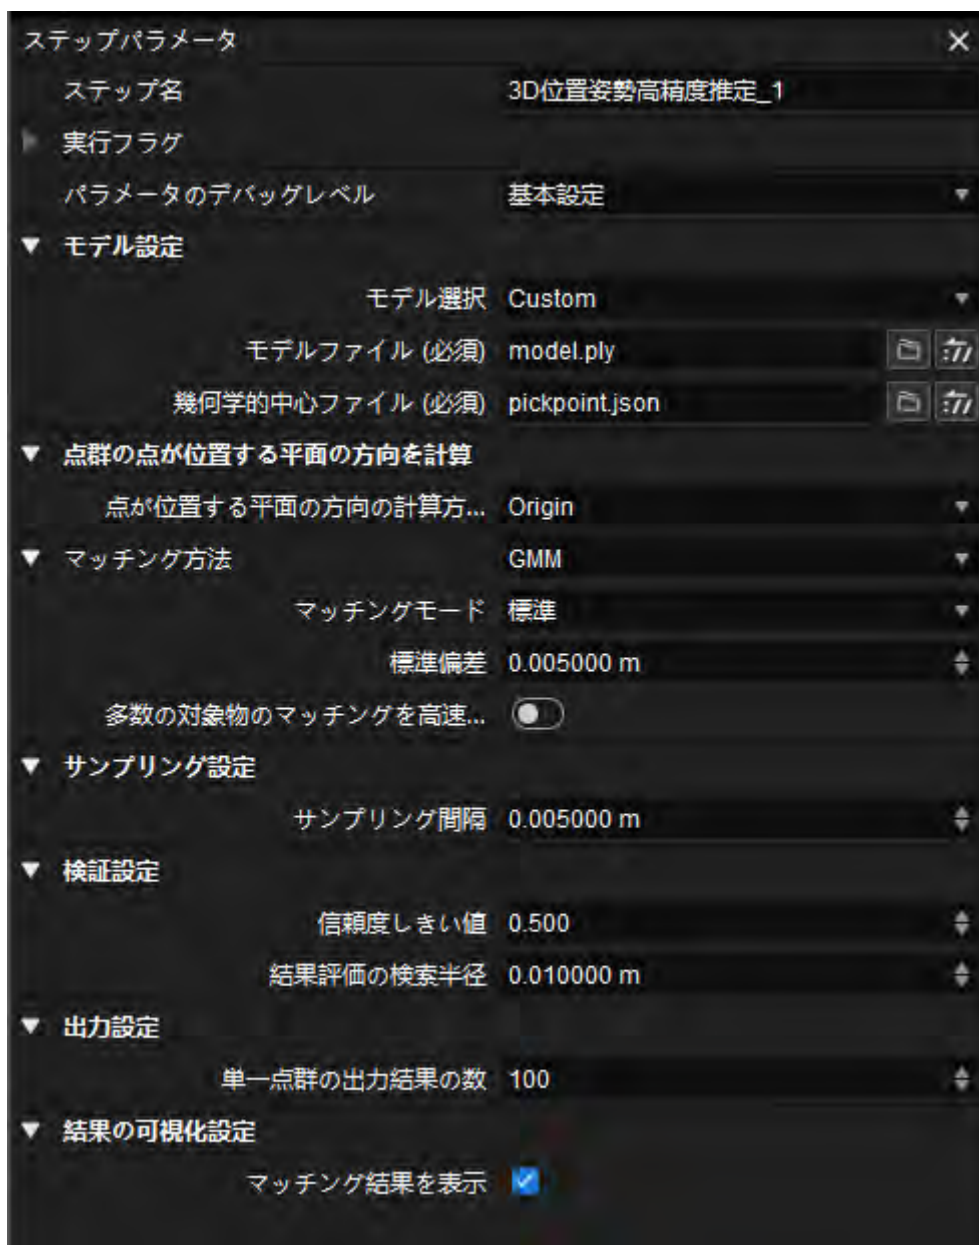 ステップパラメータ
ステップ名 3D位置姿勢高精度推定_1
実行フラグ
パラメータのデバッグレベル 基本設定
モデル設定
モデル選択 Custom
モデルファイル (必須) model.ply
幾何学的中心ファイル (必須) pickpoint.json
点群の点が位置する平面の方向を計算
点が位置する平面の方向の計算方... Origin
マッチング方法 GMM
マッチングモード 標準
標準偏差 0.005000 m
多数の対象物のマッチングを高速...
サンプリング設定
サンプリング間隔 0.005000 m
検証設定
信頼度しきい値 0.500
結果評価の検索半径 0.010000 m
出力設定
単一点群の出力結果の数 100
結果の可視化設定
マッチング結果を表示